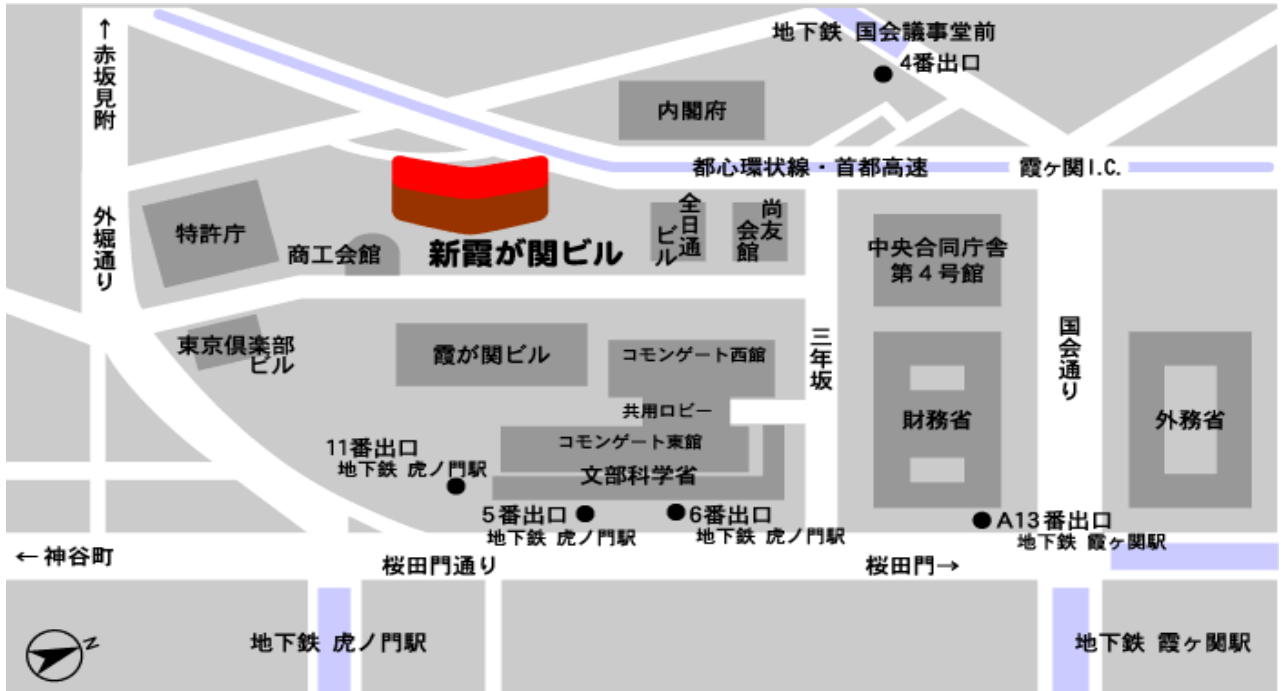 地下鉄 国会議事堂前
4番出口
↑赤坂見附
内閣府
都心環状線・首都高速
霞ヶ関I.C.
外堀通り
特許庁
商工会館
新霞が関ビル
全日通
ビル
尚友
会館
中央合同庁舎
第4号館
東京倶楽部
ビル
霞が関ビル
コモンゲート西館
三年坂
国会通り
共用ロビー
財務省
外務省
コモンゲート東館
文部科学省
11番出口
地下鉄 虎ノ門駅
5番出口
地下鉄 虎ノ門駅
6番出口
地下鉄 虎ノ門駅
A13番出口
地下鉄 霞ヶ関駅
←神谷町
桜田門通り
桜田門→
地下鉄 虎ノ門駅
地下鉄 霞ヶ関駅
N